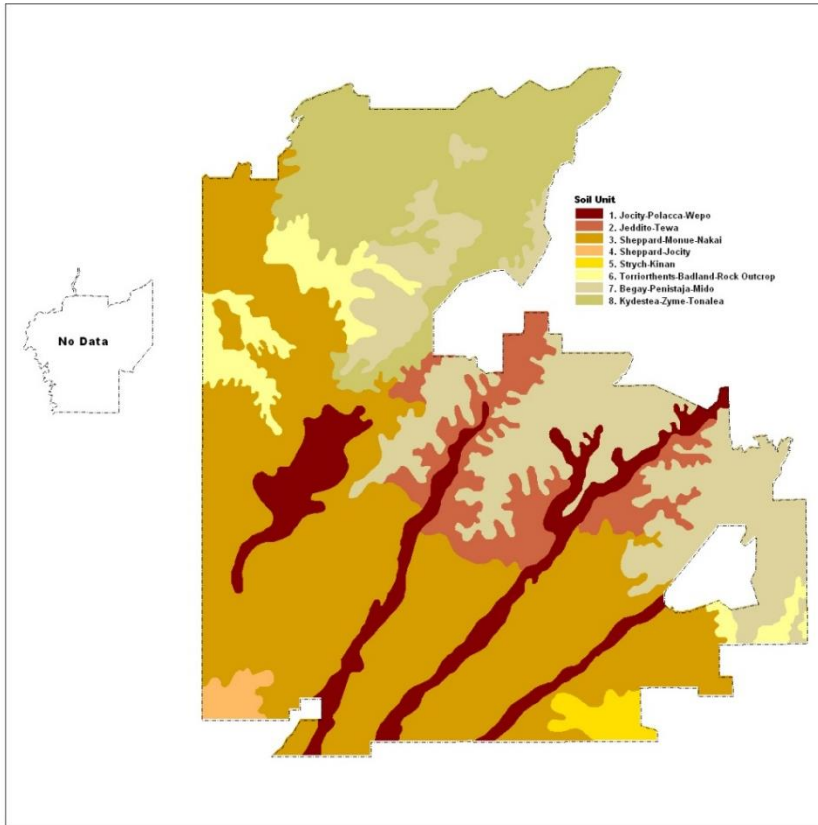 Soil Unit
1. Jocity-Polacca-Wepo
2. Jeddito-Tewa
3. Sheppard-Monue-Nakai
4. Sheppard-Jocity
5. Strych-Kinan
6. Torriorthents-Badland-Rock Outcrop
7. Begay-Penistaja-Mido
8. Kydestea-Zyme-Tonalea
No Data